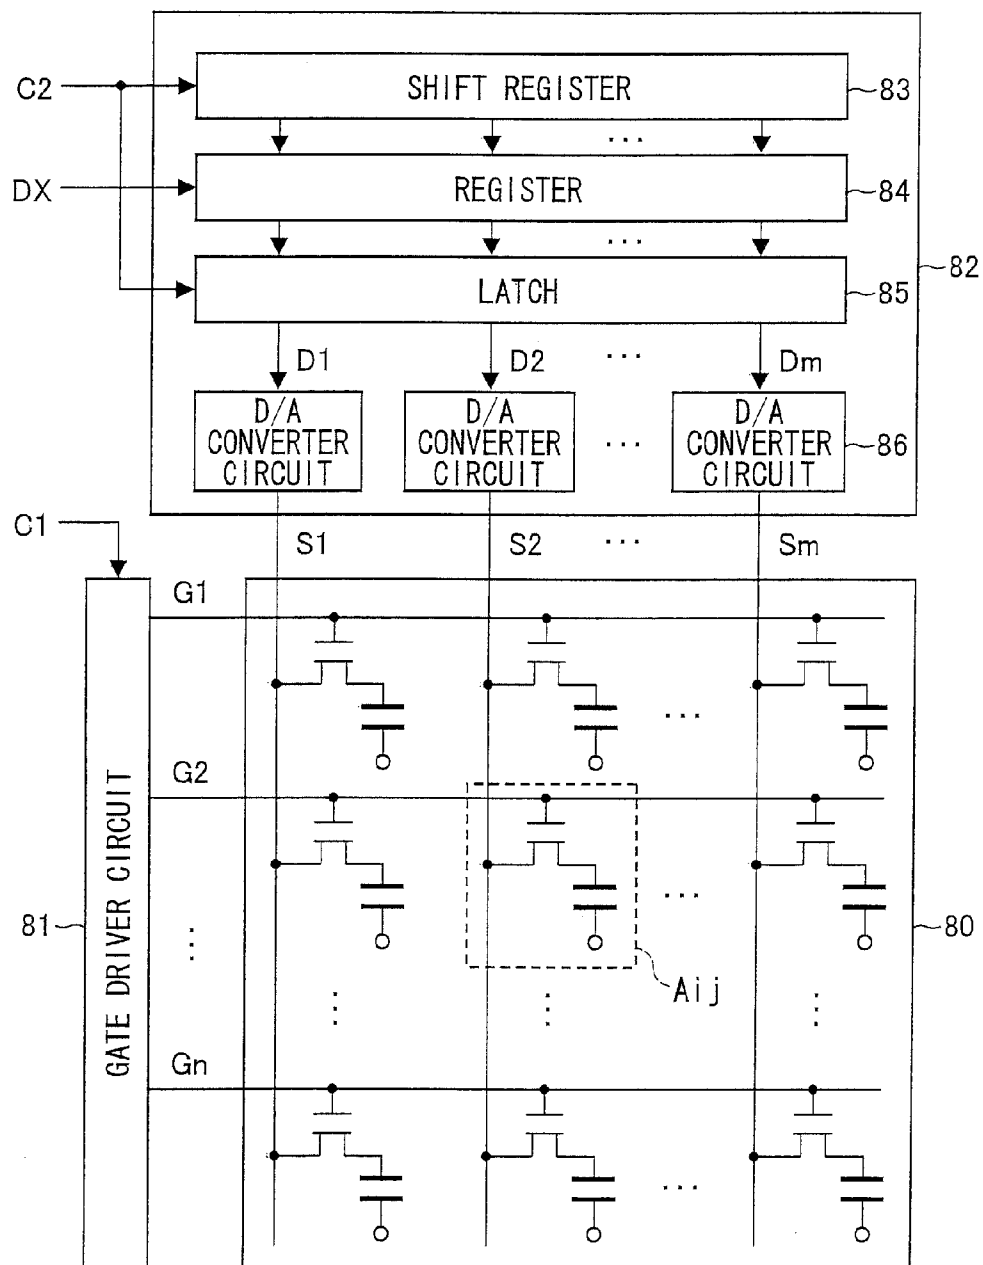 C2
SHIFT REGISTER
83
...
DX
REGISTER
84
...
LATCH
85
82
D1
D2
...
Dm
D/A
CONVERTER
CIRCUIT
D/A
CONVERTER
CIRCUIT
...
D/A
CONVERTER
CIRCUIT
86
C1
S1
S2
...
Sm
G1
...
G2
...
Aij
GATE DRIVER CIRCUIT
81
80
...
...
...
...
Gn
...